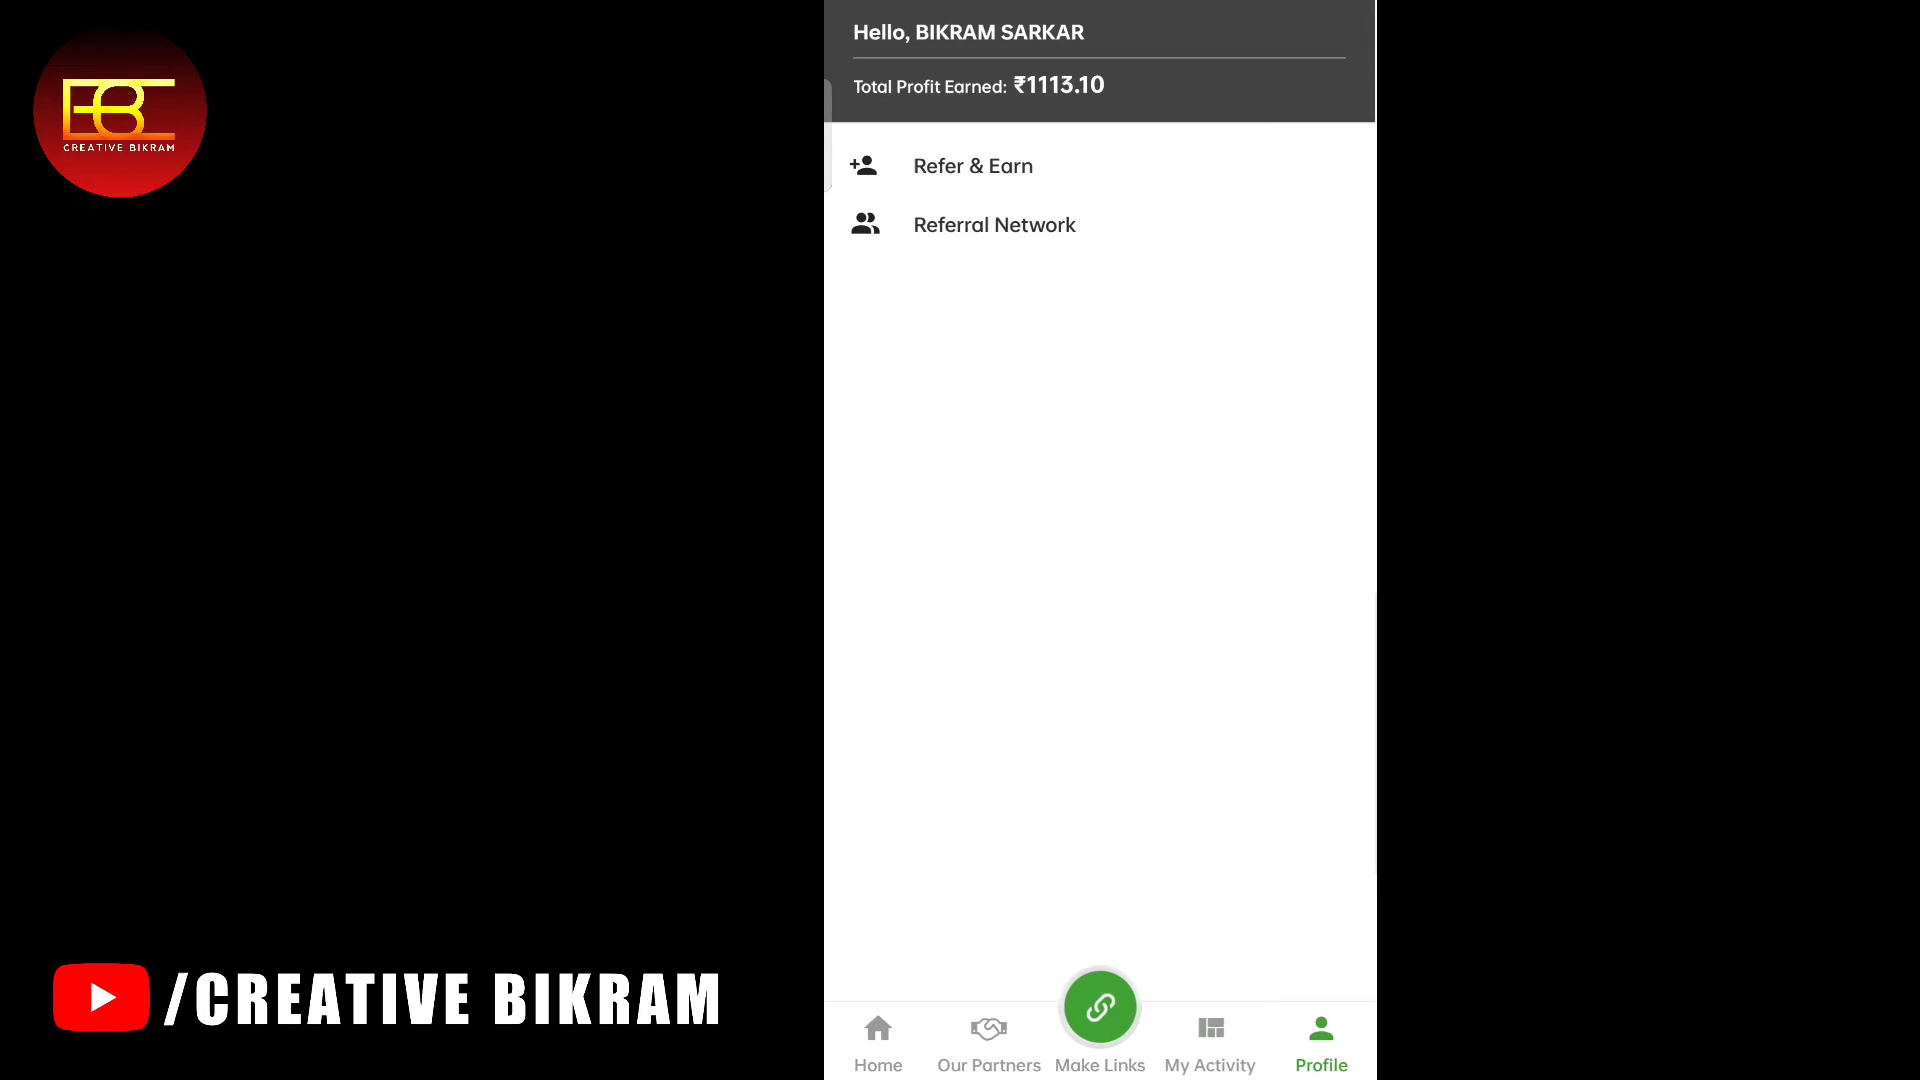 CREATIVE BIKRAM
Hello, BIKRAM SARKAR
Total Profit Earned: ₹1113.10
Refer & Earn
Referral Network
/CREATIVE BIKRAM
Home
Our Partners
Make Links
My Activity
Profile